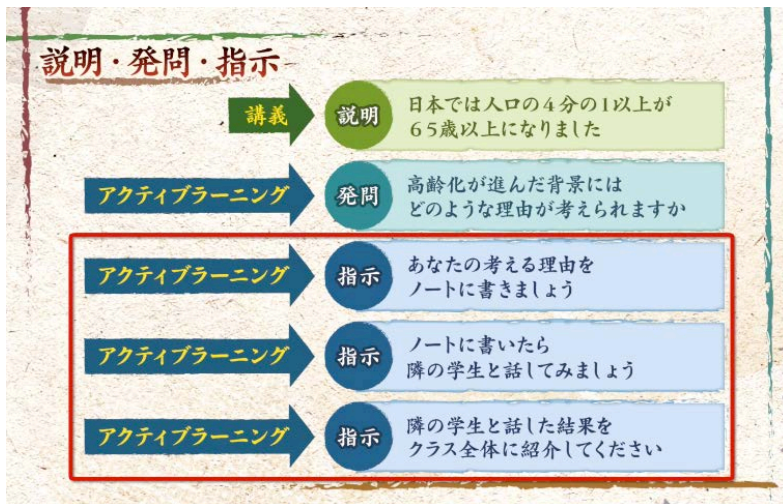 説明・発問・指示
講義
説明
日本では人口の4分の1以上が
65歳以上になりました
アクティブラーニング
発問
高齢化が進んだ背景には
どのような理由が考えられますか
アクティブラーニング
指示
あなたの考える理由を
ノートに書きましょう
アクティブラーニング
指示
ノートに書いたら
隣の学生と話してみましょう
アクティブラーニング
指示
隣の学生と話した結果を
クラス全体に紹介してください